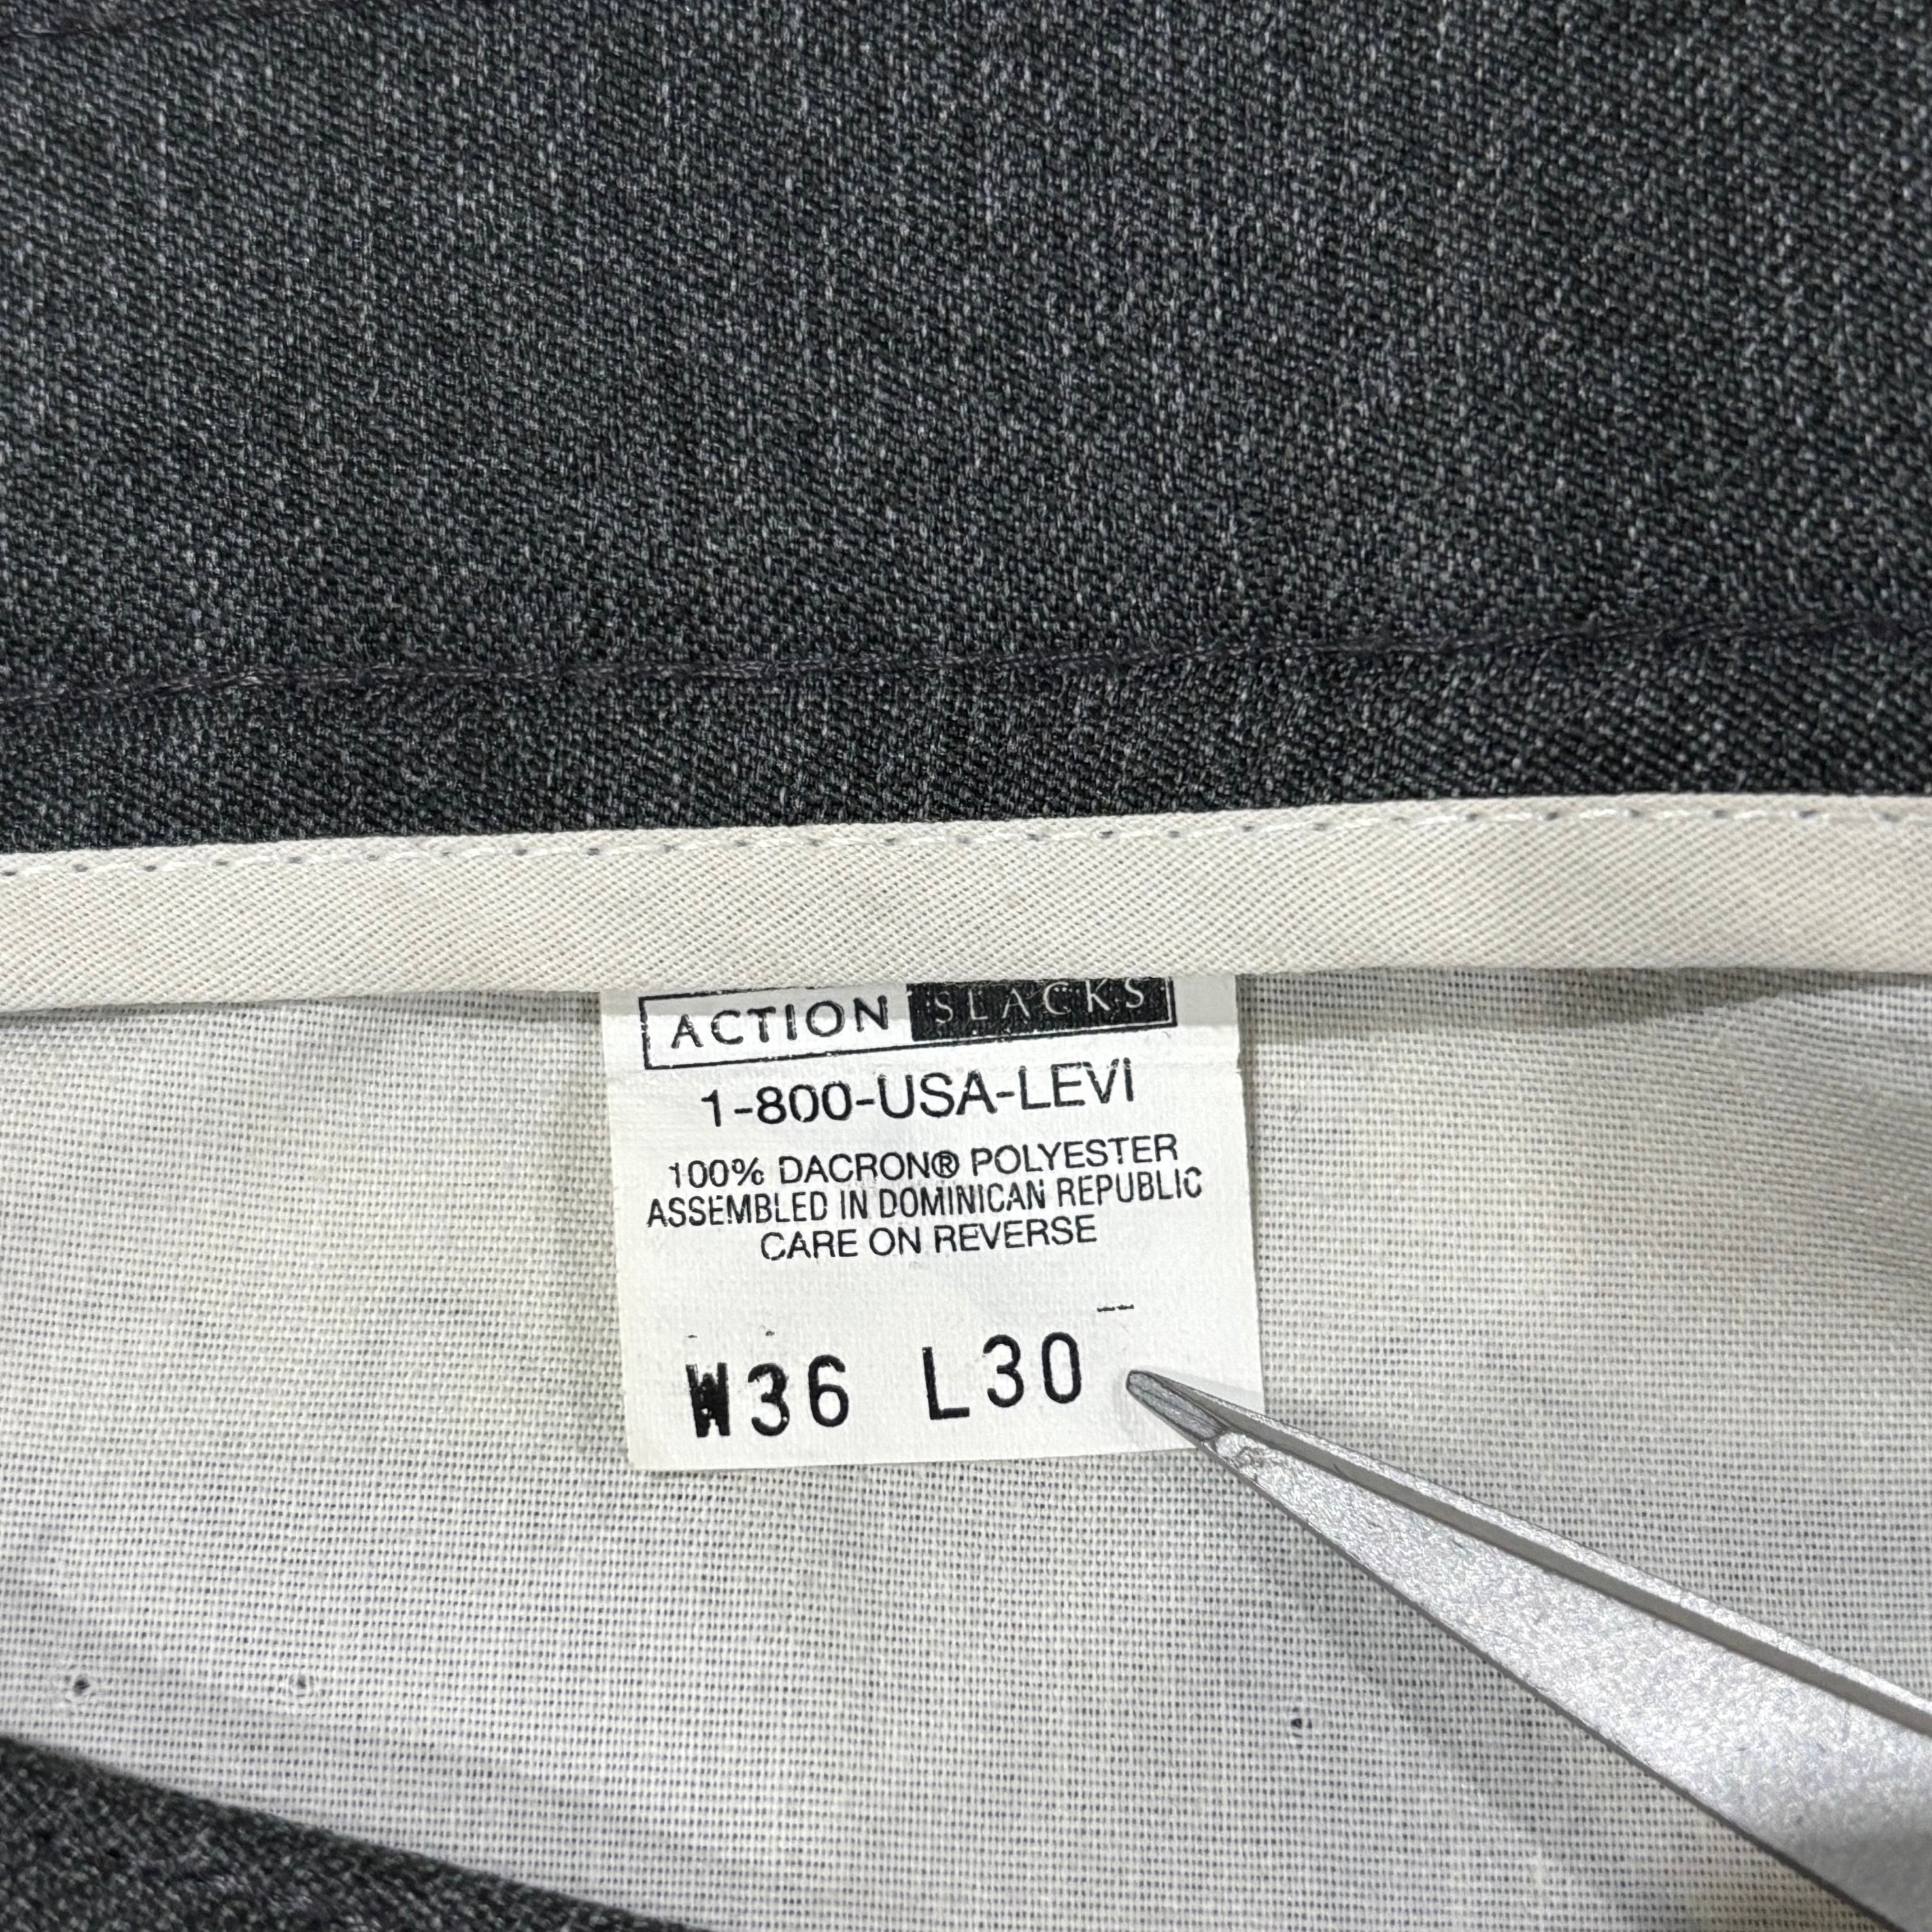 ACTION SLACKS
1-800-USA-LEVI
100% DACRON® POLYESTER
ASSEMBLED IN DOMINICAN REPUBLIC
CARE ON REVERSE
W36 L30